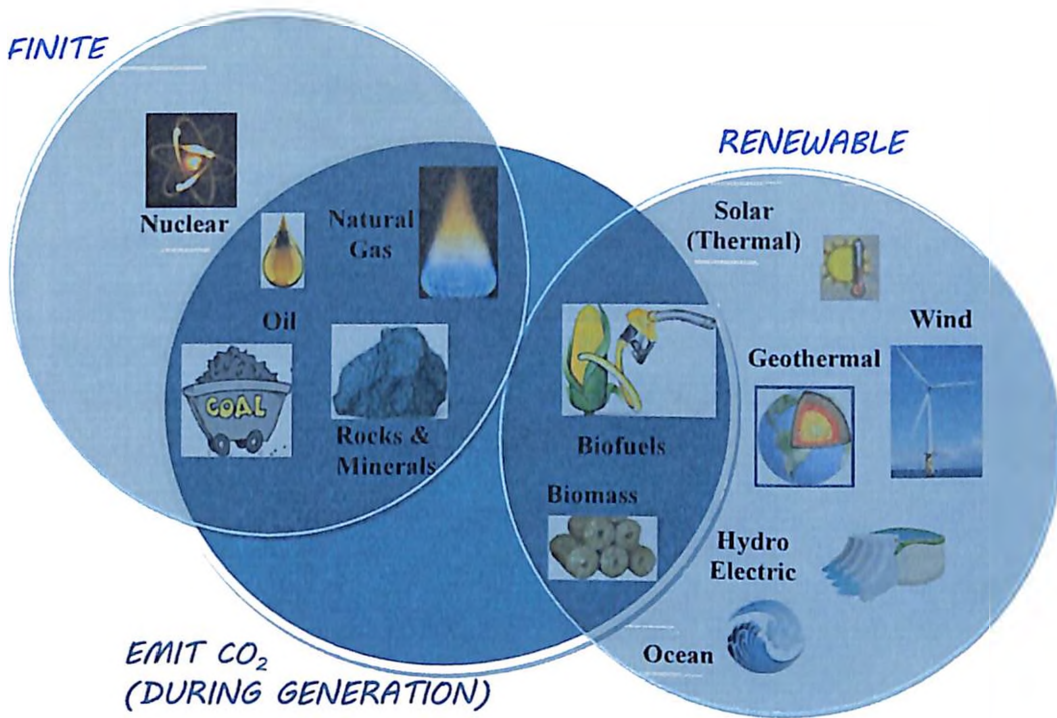 FINITE
Nuclear
Natural
Gas
Oil
COAL
Rocks &
Minerals
RENEWABLE
Solar
(Thermal)
Wind
Geothermal
Biofuels
Biomass
Hydro
Electric
Ocean
EMIT CO₂
(DURING GENERATION)